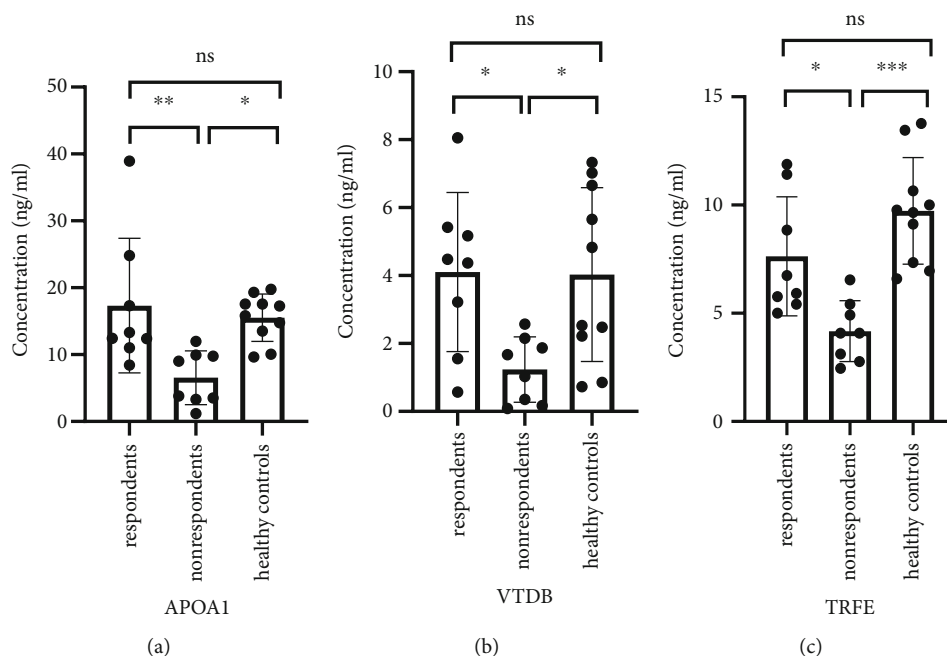 ns
**
*
50
40
30
20
10
0
Concentration (ng/ml)
respondents
nonrespondents
healthy controls
APOA1
(a)
ns
*
*
10
8
6
4
2
0
Concentration (ng/ml)
respondents
nonrespondents
healthy controls
VTDB
(b)
ns
*
***
15
10
5
0
Concentration (ng/ml)
respondents
nonrespondents
healthy controls
TRFE
(c)